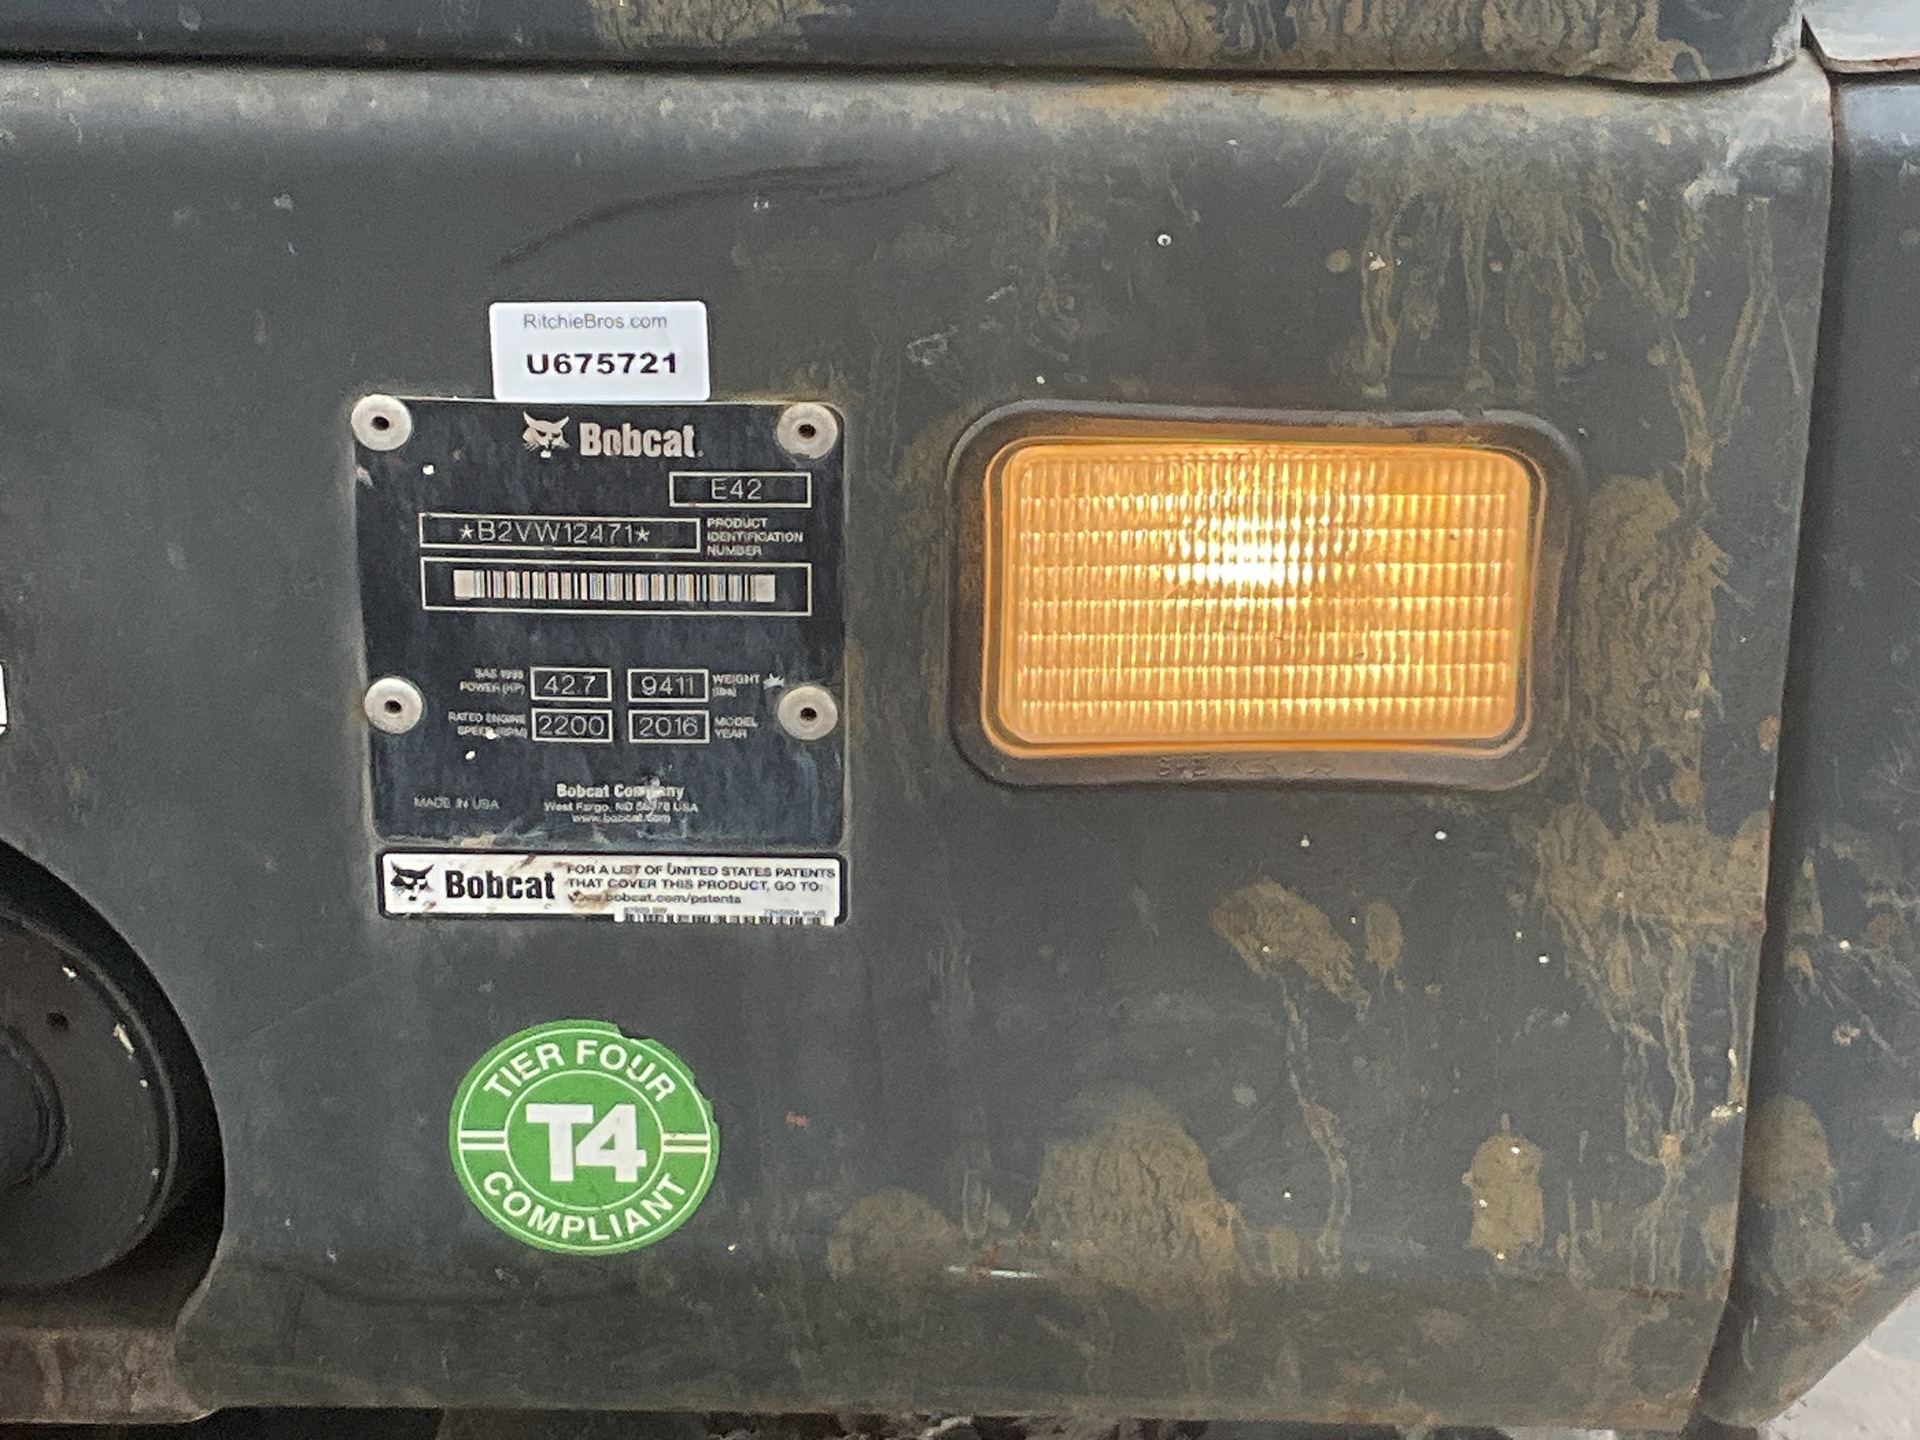 RitchieBros.com
U675721
Bobcat
E42
*B2VW12471*
PRODUCT
IDENTIFICATION
NUMBER
SAE 1995
POWER (HP)
42.7
9411
WEIGHT
(lbs)
RATED ENGINE
SPEED (RPM)
2200
2016
MODEL
YEAR
Bobcat Company
MADE IN USA
West Fargo, ND 58078 USA
www.bobcat.com
Bobcat
FOR A LIST OF UNITED STATES PATENTS
THAT COVER THIS PRODUCT, GO TO:
www.bobcat.com/patents
TIER FOUR
T4
COMPLIANT